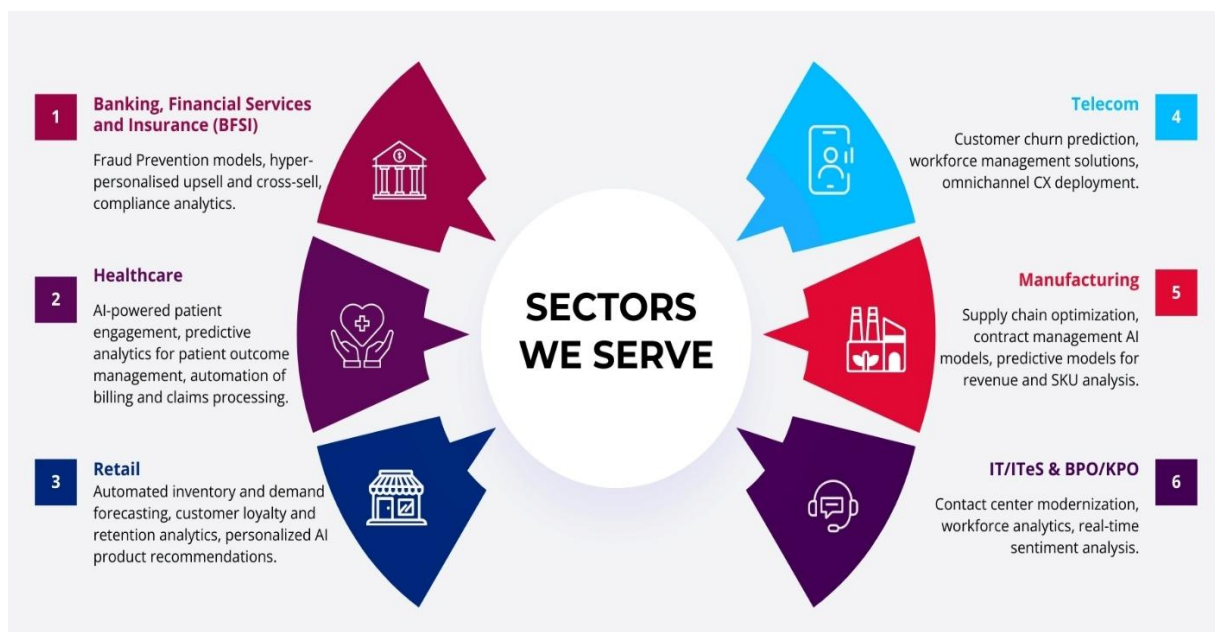 1
Banking, Financial Services
and Insurance (BFSI)
Fraud Prevention models, hyper-
personalised upsell and cross-sell,
compliance analytics.
2
Healthcare
AI-powered patient
engagement, predictive
analytics for patient outcome
management, automation of
billing and claims processing.
3
Retail
Automated inventory and demand
forecasting, customer loyalty and
retention analytics, personalized AI
product recommendations.
SECTORS
WE SERVE
4
Telecom
Customer churn prediction,
workforce management solutions,
omnichannel CX deployment.
5
Manufacturing
Supply chain optimization,
contract management AI
models, predictive models for
revenue and SKU analysis.
6
IT/ITeS & BPO/KPO
Contact center modernization,
workforce analytics, real-time
sentiment analysis.